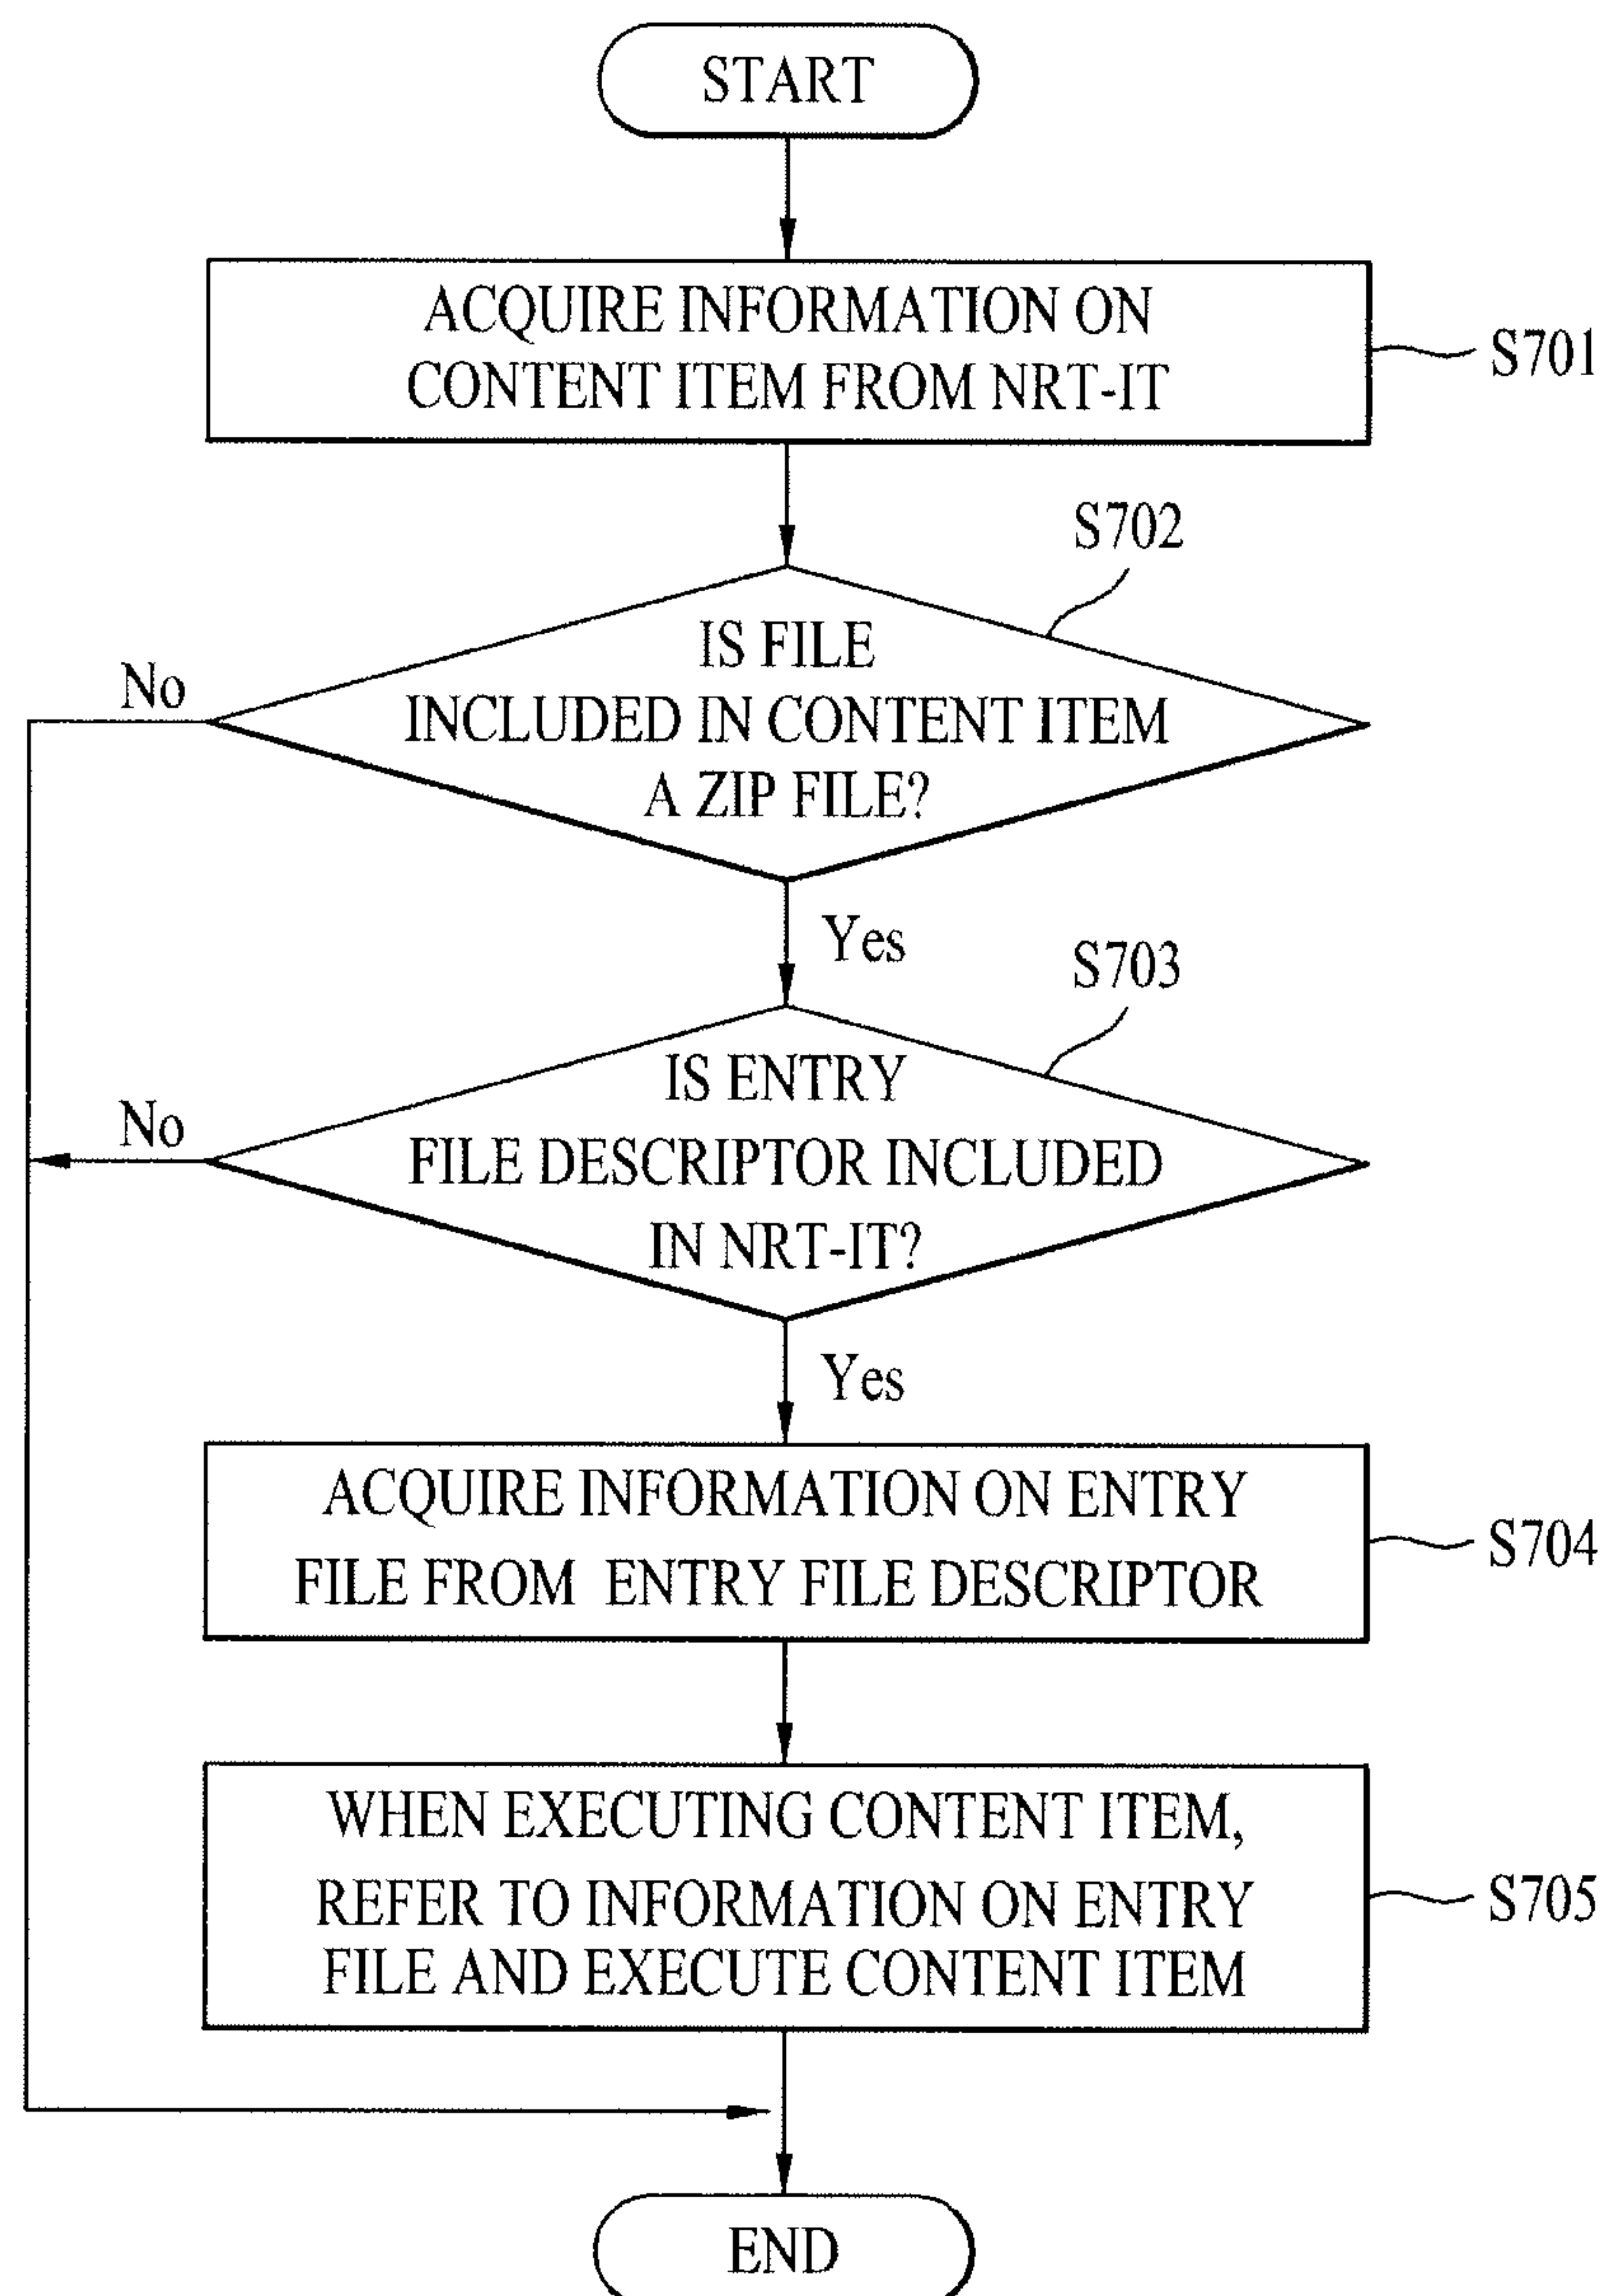 START
ACQUIRE INFORMATION ON
CONTENT ITEM FROM NRT-IT
S701
S702
IS FILE
INCLUDED IN CONTENT ITEM
A ZIP FILE?
No
Yes
S703
IS ENTRY
FILE DESCRIPTOR INCLUDED
IN NRT-IT?
No
Yes
ACQUIRE INFORMATION ON ENTRY
FILE FROM ENTRY FILE DESCRIPTOR
S704
WHEN EXECUTING CONTENT ITEM,
REFER TO INFORMATION ON ENTRY
FILE AND EXECUTE CONTENT ITEM
S705
END